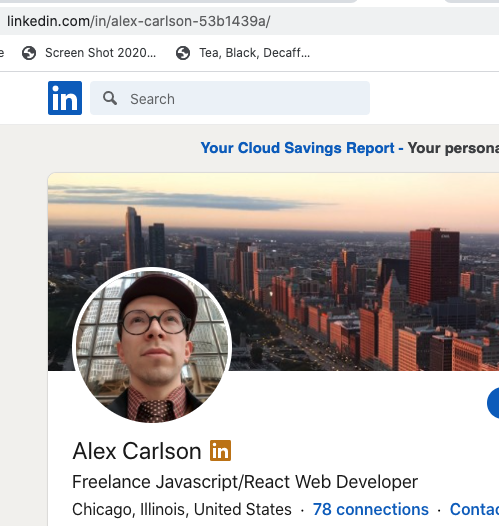 linkedin.com/in/alex-carlson-53b1439a/
e Screen Shot 2020... Tea, Black, Decaff...
in Search
Your Cloud Savings Report - Your persona
Alex Carlson in
Freelance Javascript/React Web Developer
Chicago, Illinois, United States · 78 connections · Contac